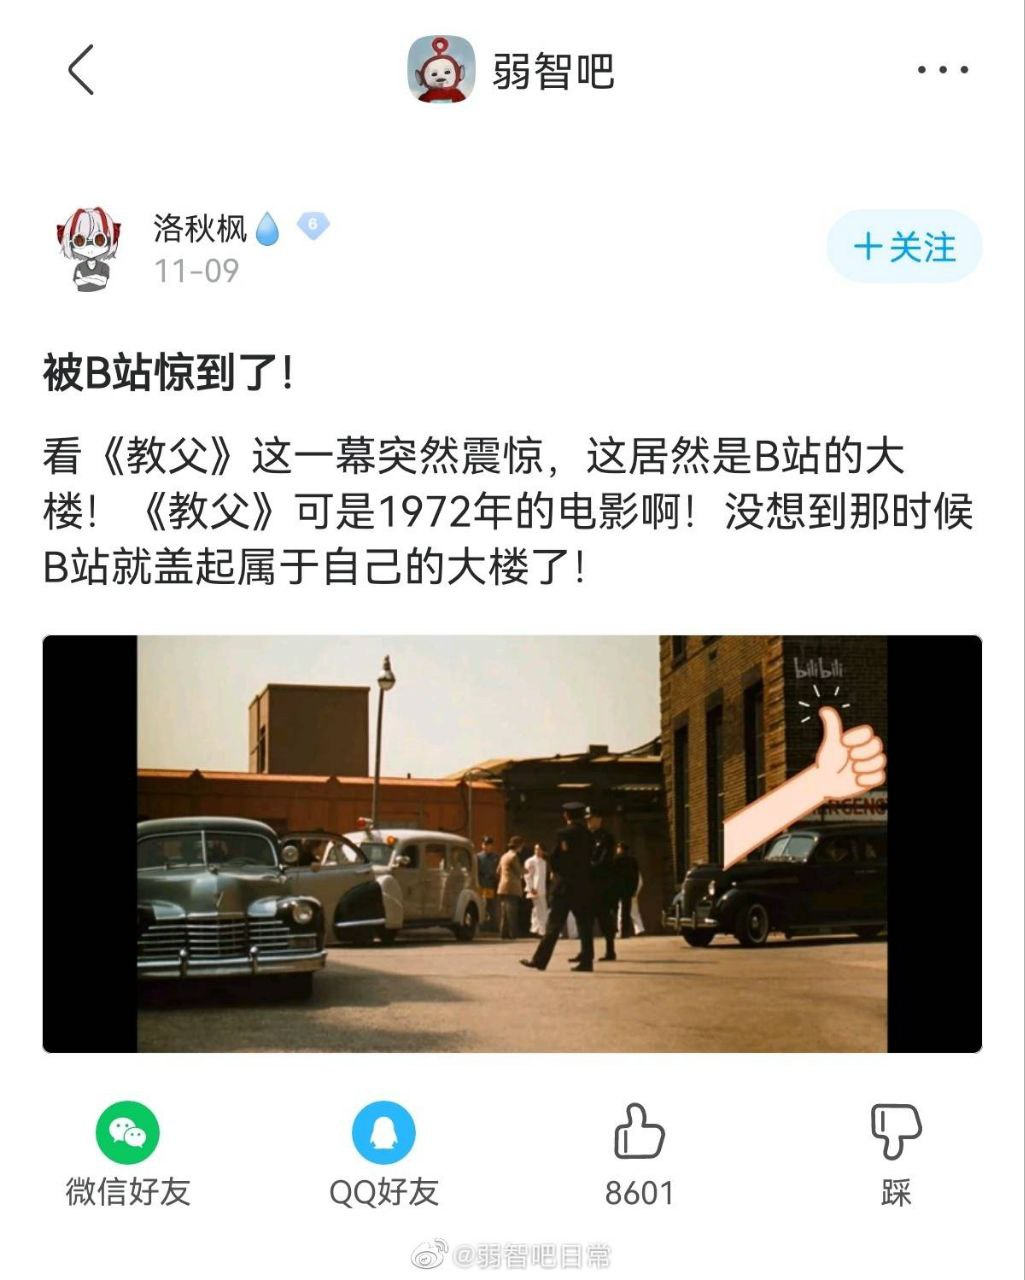 弱智吧
洛秋枫
6
11-09
+关注
被B站惊到了!
看《教父》这一幕突然震惊，这居然是B站的大
楼！《教父》可是1972年的电影啊！没想到那时候
B站就盖起属于自己的大楼了！
bilibili
微信好友
QQ好友
8601
踩
@弱智吧日常